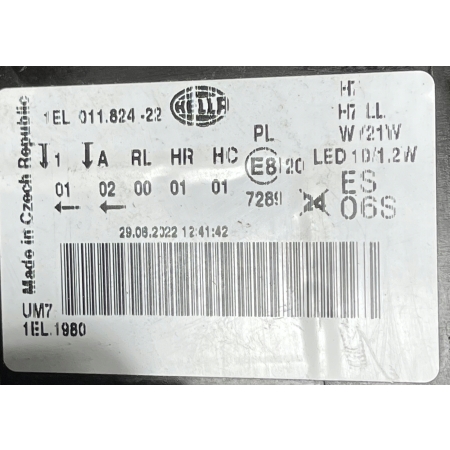 1EL 011.824-22 HELLA
H7
H7 LL
W/21W
LED 10/1.2W
PL
1 A RL HR HC E8 120
01 02 00 01 01 7289 24
ES
06S
29.08.2022 12:41:42
UM7
1EL.1980
Made in Czech Republic